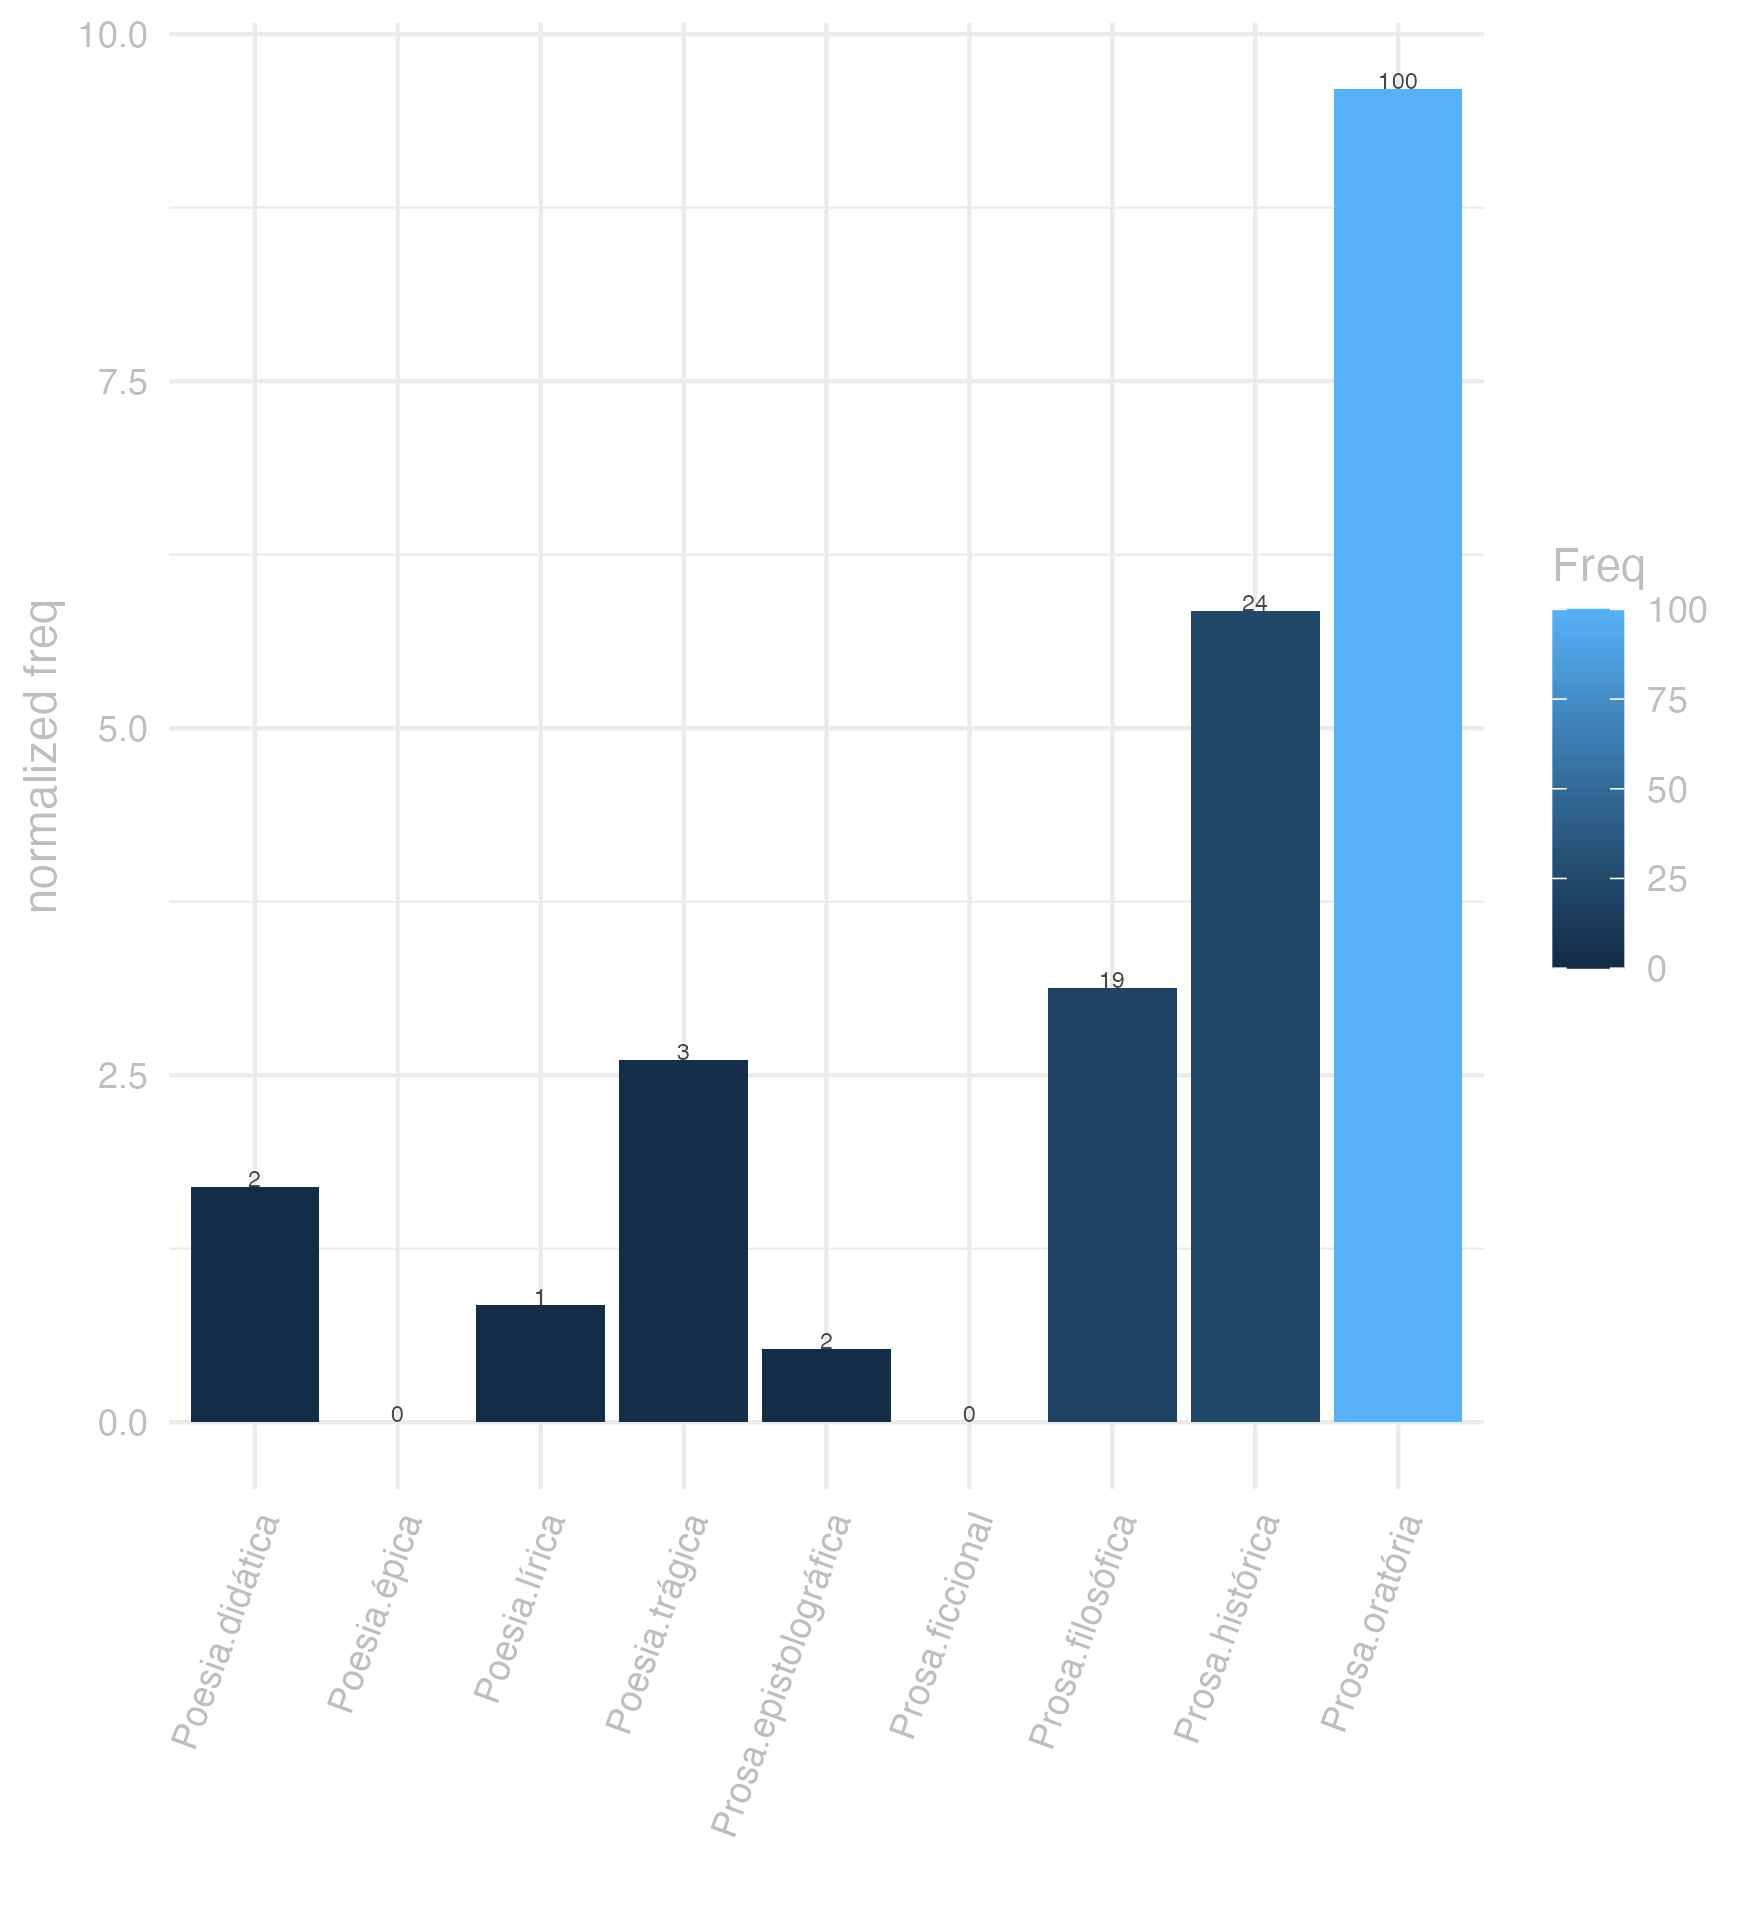 10.0
7.5
5.0
2.5
0.0
normalized freq
2
0
1
3
2
0
19
24
100
Poesia.didática
Poesia.épica
Poesia.lírica
Poesia.trágica
Prosa.epistolográfica
Prosa.ficcional
Prosa.filosófica
Prosa.histórica
Prosa.oratória
Freq
100
75
50
25
0